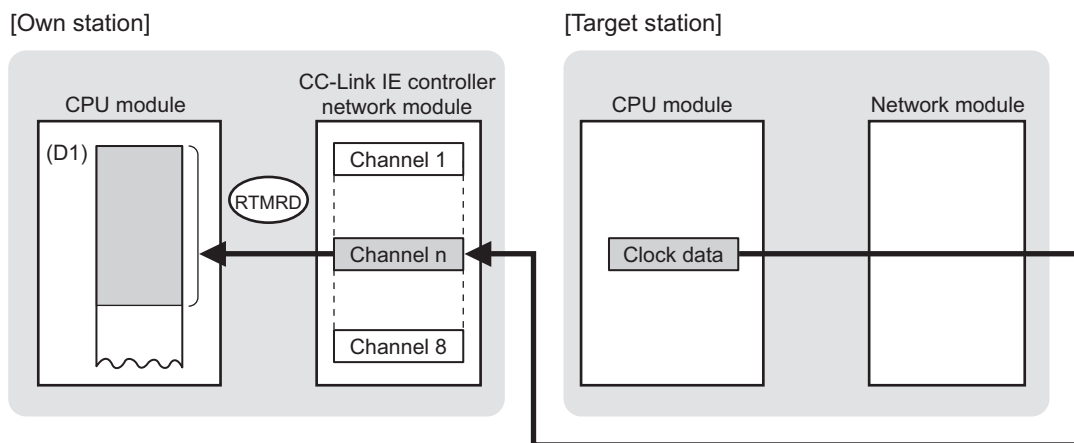 [Own station]
[Target station]
CC-Link IE controller
network module
CPU module
(D1)
RTMRD
Channel 1
Channel n
Channel 8
CPU module
Network module
Clock data